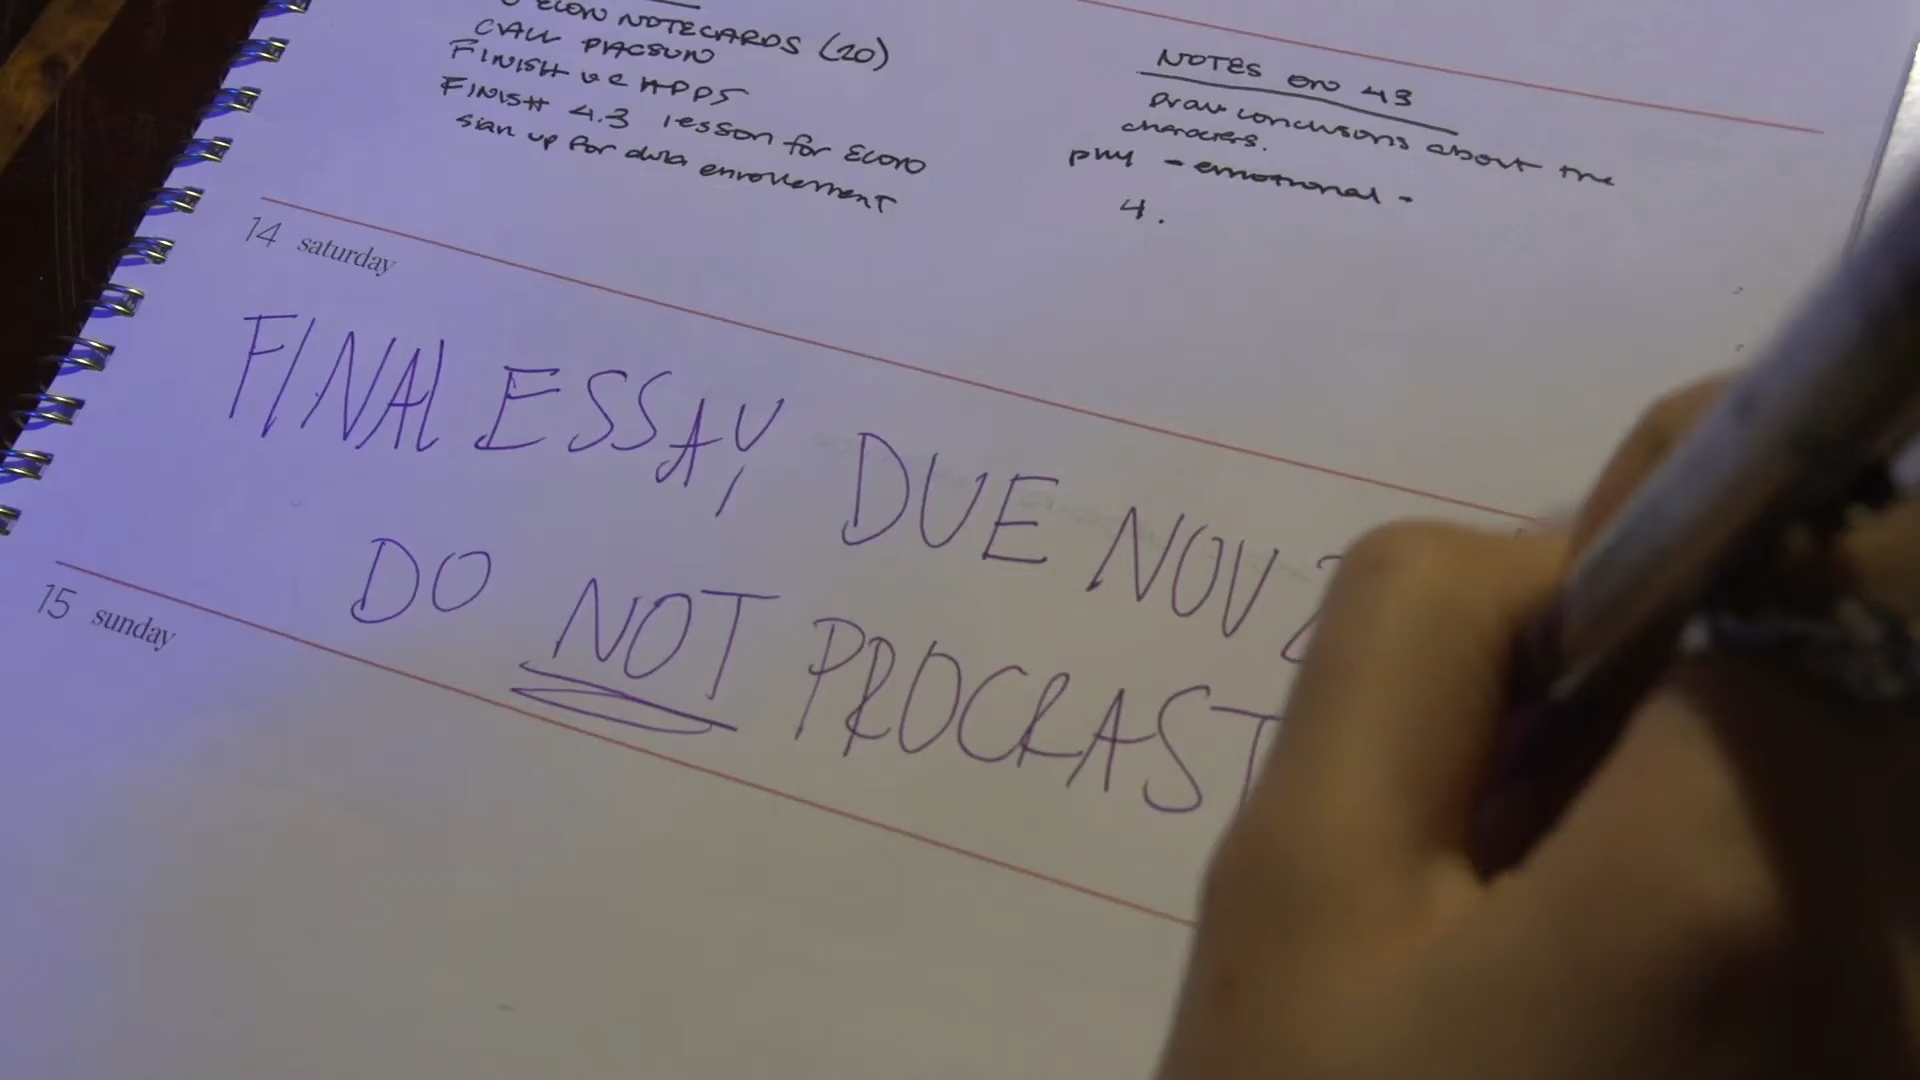 ECON NOTECARDS (20)
CALL PACSUN
FINISH UC APPS
FINISH 4.3 lesson for ECON
sign up for dual enrollement
NOTES ON 43
Draw conclusions about the
characters.
phy - emotional -
4.
14 saturday
FINAL ESSAY DUE NOV 2
DO NOT PROCRAST
15 sunday